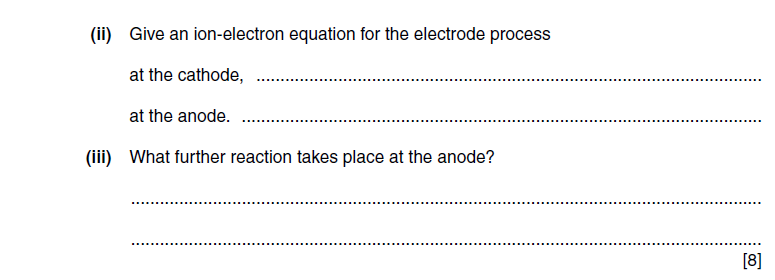 (ii) Give an ion-electron equation for the electrode process
at the cathode, ..........................................................................................................
at the anode. .............................................................................................................
(iii) What further reaction takes place at the anode?
....................................................................................................................................
....................................................................................................................................
[8]